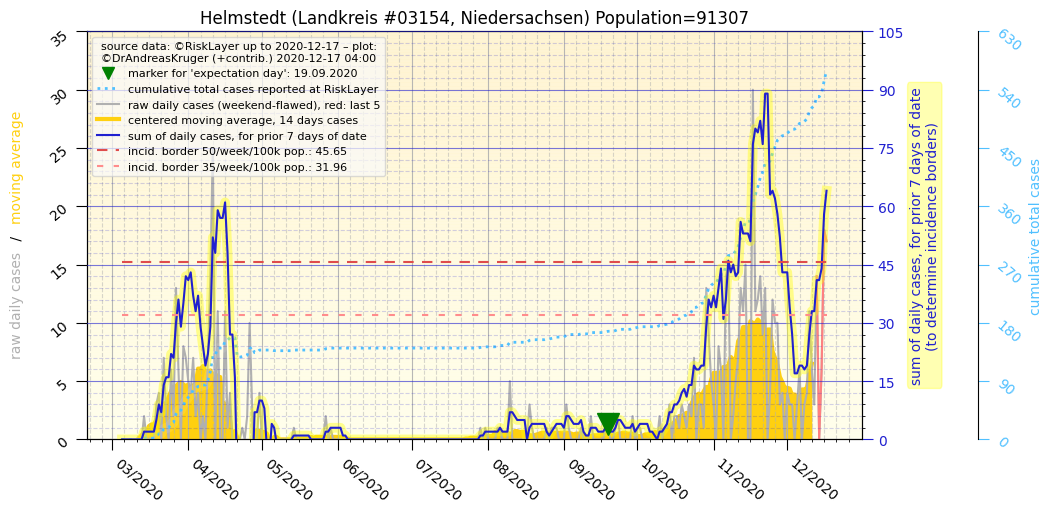 Helmstedt (Landkreis #03154, Niedersachsen) Population=91307
source data: ©RiskLayer up to 2020-12-17 – plot:
©DrAndreasKruger (+contrib.) 2020-12-17 04:00
marker for 'expectation day': 19.09.2020
cumulative total cases reported at RiskLayer
raw daily cases (weekend-flawed), red: last 5
centered moving average, 14 days cases
sum of daily cases, for prior 7 days of date
incid. border 50/week/100k pop.: 45.65
incid. border 35/week/100k pop.: 31.96
raw daily cases / moving average
35
30
25
20
15
10
5
0
03/2020
04/2020
05/2020
06/2020
07/2020
08/2020
09/2020
10/2020
11/2020
12/2020
105
90
75
60
45
30
15
0
sum of daily cases, for prior 7 days of date
(to determine incidence borders)
630
540
450
360
270
180
90
0
cumulative total cases